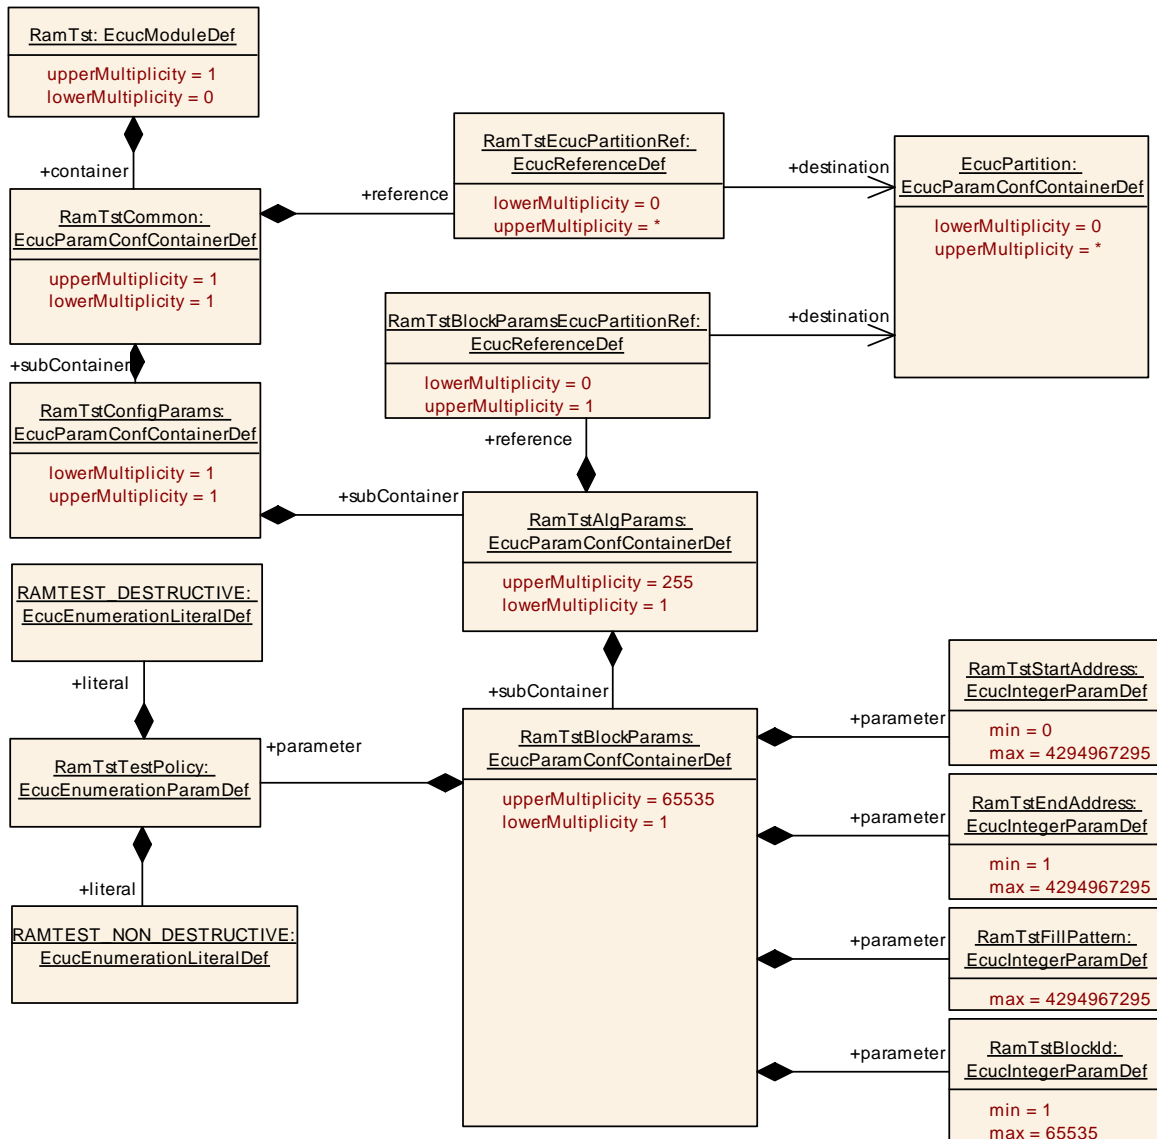 RamTst: EcucModuleDef
upperMultiplicity = 1
lowerMultiplicity = 0
+container
RamTstCommon:
EcucParamConfContainerDef
upperMultiplicity = 1
lowerMultiplicity = 1
+reference
RamTstEcucPartitionRef:
EcucReferenceDef
lowerMultiplicity = 0
upperMultiplicity = *
+destination
EcucPartition:
EcucParamConfContainerDef
lowerMultiplicity = 0
upperMultiplicity = *
RamTstBlockParamsEcucPartitionRef:
EcucReferenceDef
lowerMultiplicity = 0
upperMultiplicity = 1
+destination
+subContainer
RamTstConfigParams:
EcucParamConfContainerDef
lowerMultiplicity = 1
upperMultiplicity = 1
+reference
+subContainer
RamTstAlgParams:
EcucParamConfContainerDef
upperMultiplicity = 255
lowerMultiplicity = 1
RAMTEST_DESTRUCTIVE:
EcucEnumerationLiteralDef
+literal
+subContainer
RamTstTestPolicy:
EcucEnumerationParamDef
+parameter
RamTstBlockParams:
EcucParamConfContainerDef
upperMultiplicity = 65535
lowerMultiplicity = 1
+literal
RAMTEST_NON_DESTRUCTIVE:
EcucEnumerationLiteralDef
+parameter
RamTstStartAddress:
EcucIntegerParamDef
min = 0
max = 4294967295
+parameter
RamTstEndAddress:
EcucIntegerParamDef
min = 1
max = 4294967295
+parameter
RamTstFillPattern:
EcucIntegerParamDef
max = 4294967295
+parameter
RamTstBlockId:
EcucIntegerParamDef
min = 1
max = 65535